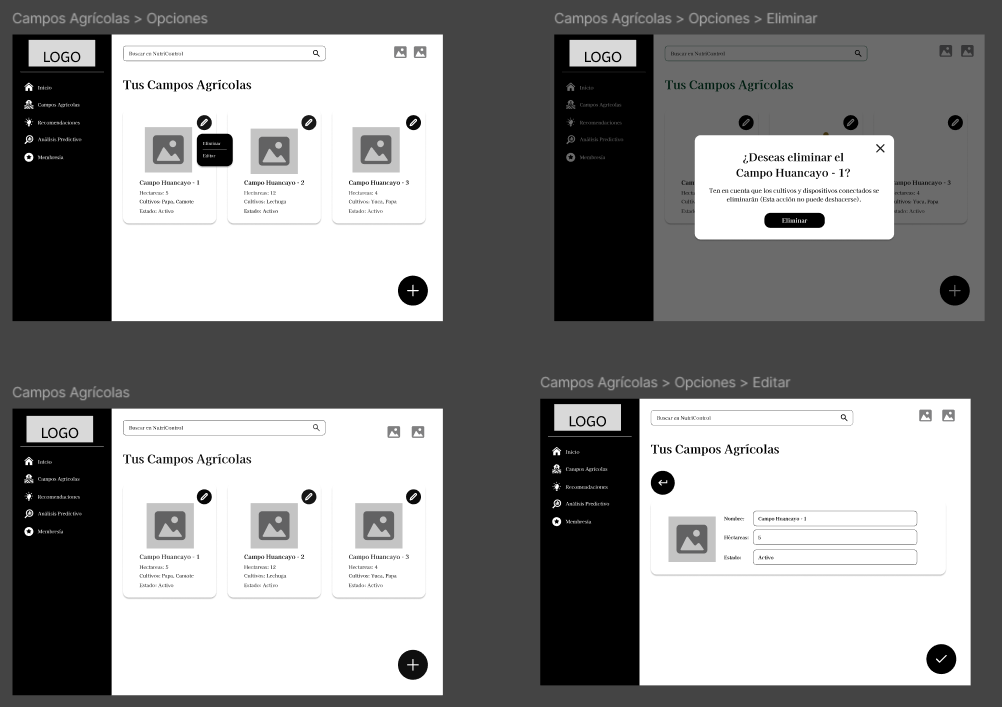 Campos Agrícolas > Opciones
LOGO
Buscar en NutriControl
Inicio
Campos Agrícolas
Recomendaciones
Análisis Predictivo
Membresía
Tus Campos Agrícolas
Eliminar
Editar
Campo Huancayo - 1
Hectareas: 5
Cultivos: Papa, Camote
Estado: Activo
Campo Huancayo - 2
Hectareas: 12
Cultivos: Lechuga
Estado: Activo
Campo Huancayo - 3
Hectareas: 4
Cultivos: Yuca, Papa
Estado: Activo
Campos Agrícolas > Opciones > Eliminar
LOGO
Buscar en NutriControl
Inicio
Campos Agrícolas
Recomendaciones
Análisis Predictivo
Membresía
Tus Campos Agrícolas
¿Deseas eliminar el
Campo Huancayo - 1?
Ten en cuenta que los cultivos y dispositivos conectados se
eliminarán (Esta acción no puede deshacerse).
Eliminar
Campos Agrícolas
LOGO
Buscar en NutriControl
Inicio
Campos Agrícolas
Recomendaciones
Análisis Predictivo
Membresía
Tus Campos Agrícolas
Campo Huancayo - 1
Hectareas: 5
Cultivos: Papa, Camote
Estado: Activo
Campo Huancayo - 2
Hectareas: 12
Cultivos: Lechuga
Estado: Activo
Campo Huancayo - 3
Hectareas: 4
Cultivos: Yuca, Papa
Estado: Activo
Campos Agrícolas > Opciones > Editar
LOGO
Buscar en NutriControl
Inicio
Campos Agrícolas
Recomendaciones
Análisis Predictivo
Membresía
Tus Campos Agrícolas
Nombre:
Campo Huancayo - 1
Héctareas:
5
Estado:
Activo